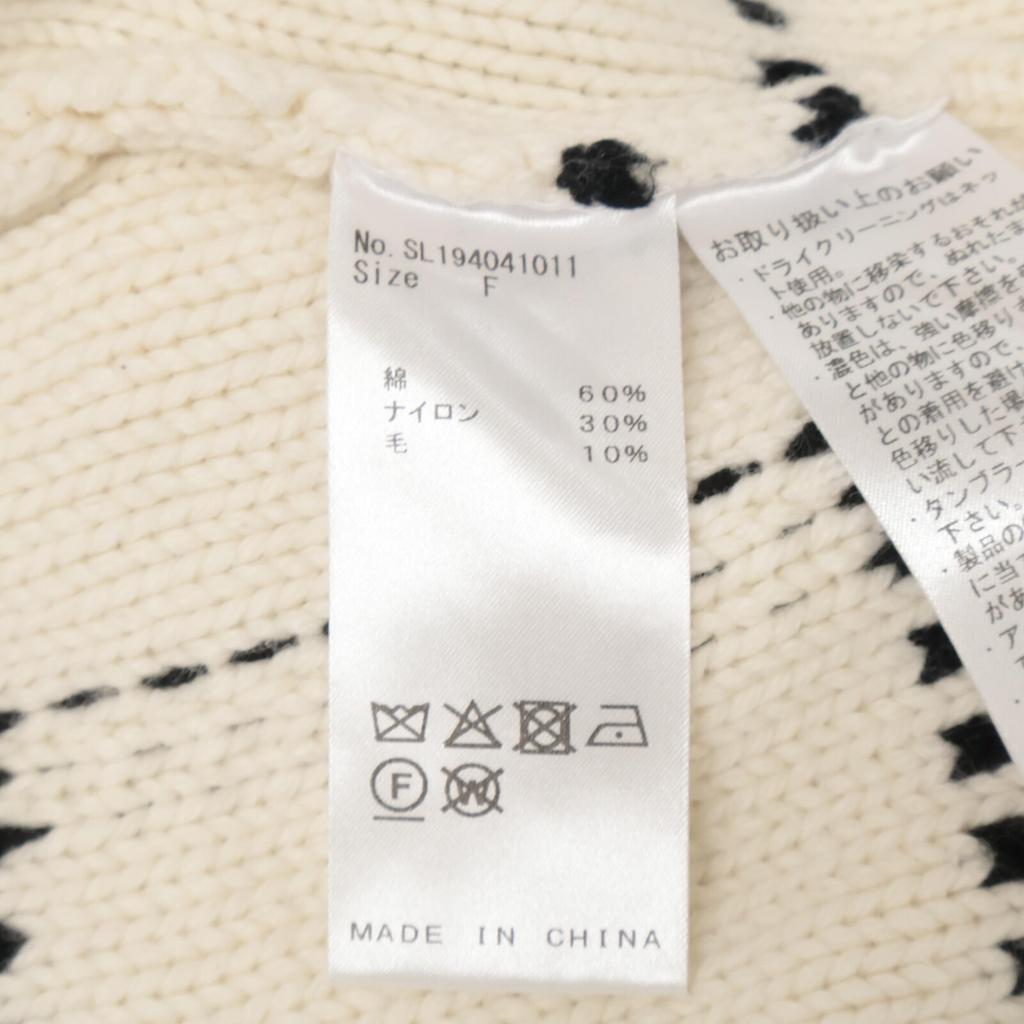 No. SL194041011
Size F
綿 60%
ナイロン 30%
毛 10%
F
W
MADE IN CHINA
お取り扱い上のお願い
・ドライクリーニングはネッ
ト使用。
・他の物に移染するおそれが
ありますので、ぬれたま
放置しないで下さい。
・濃色は、強い摩擦を
と他の物に色移り
がありますので、
との着用を避け
色移りした場
い流して下
・タンブラー
下さい。
・製品の
に当
があ
・ア